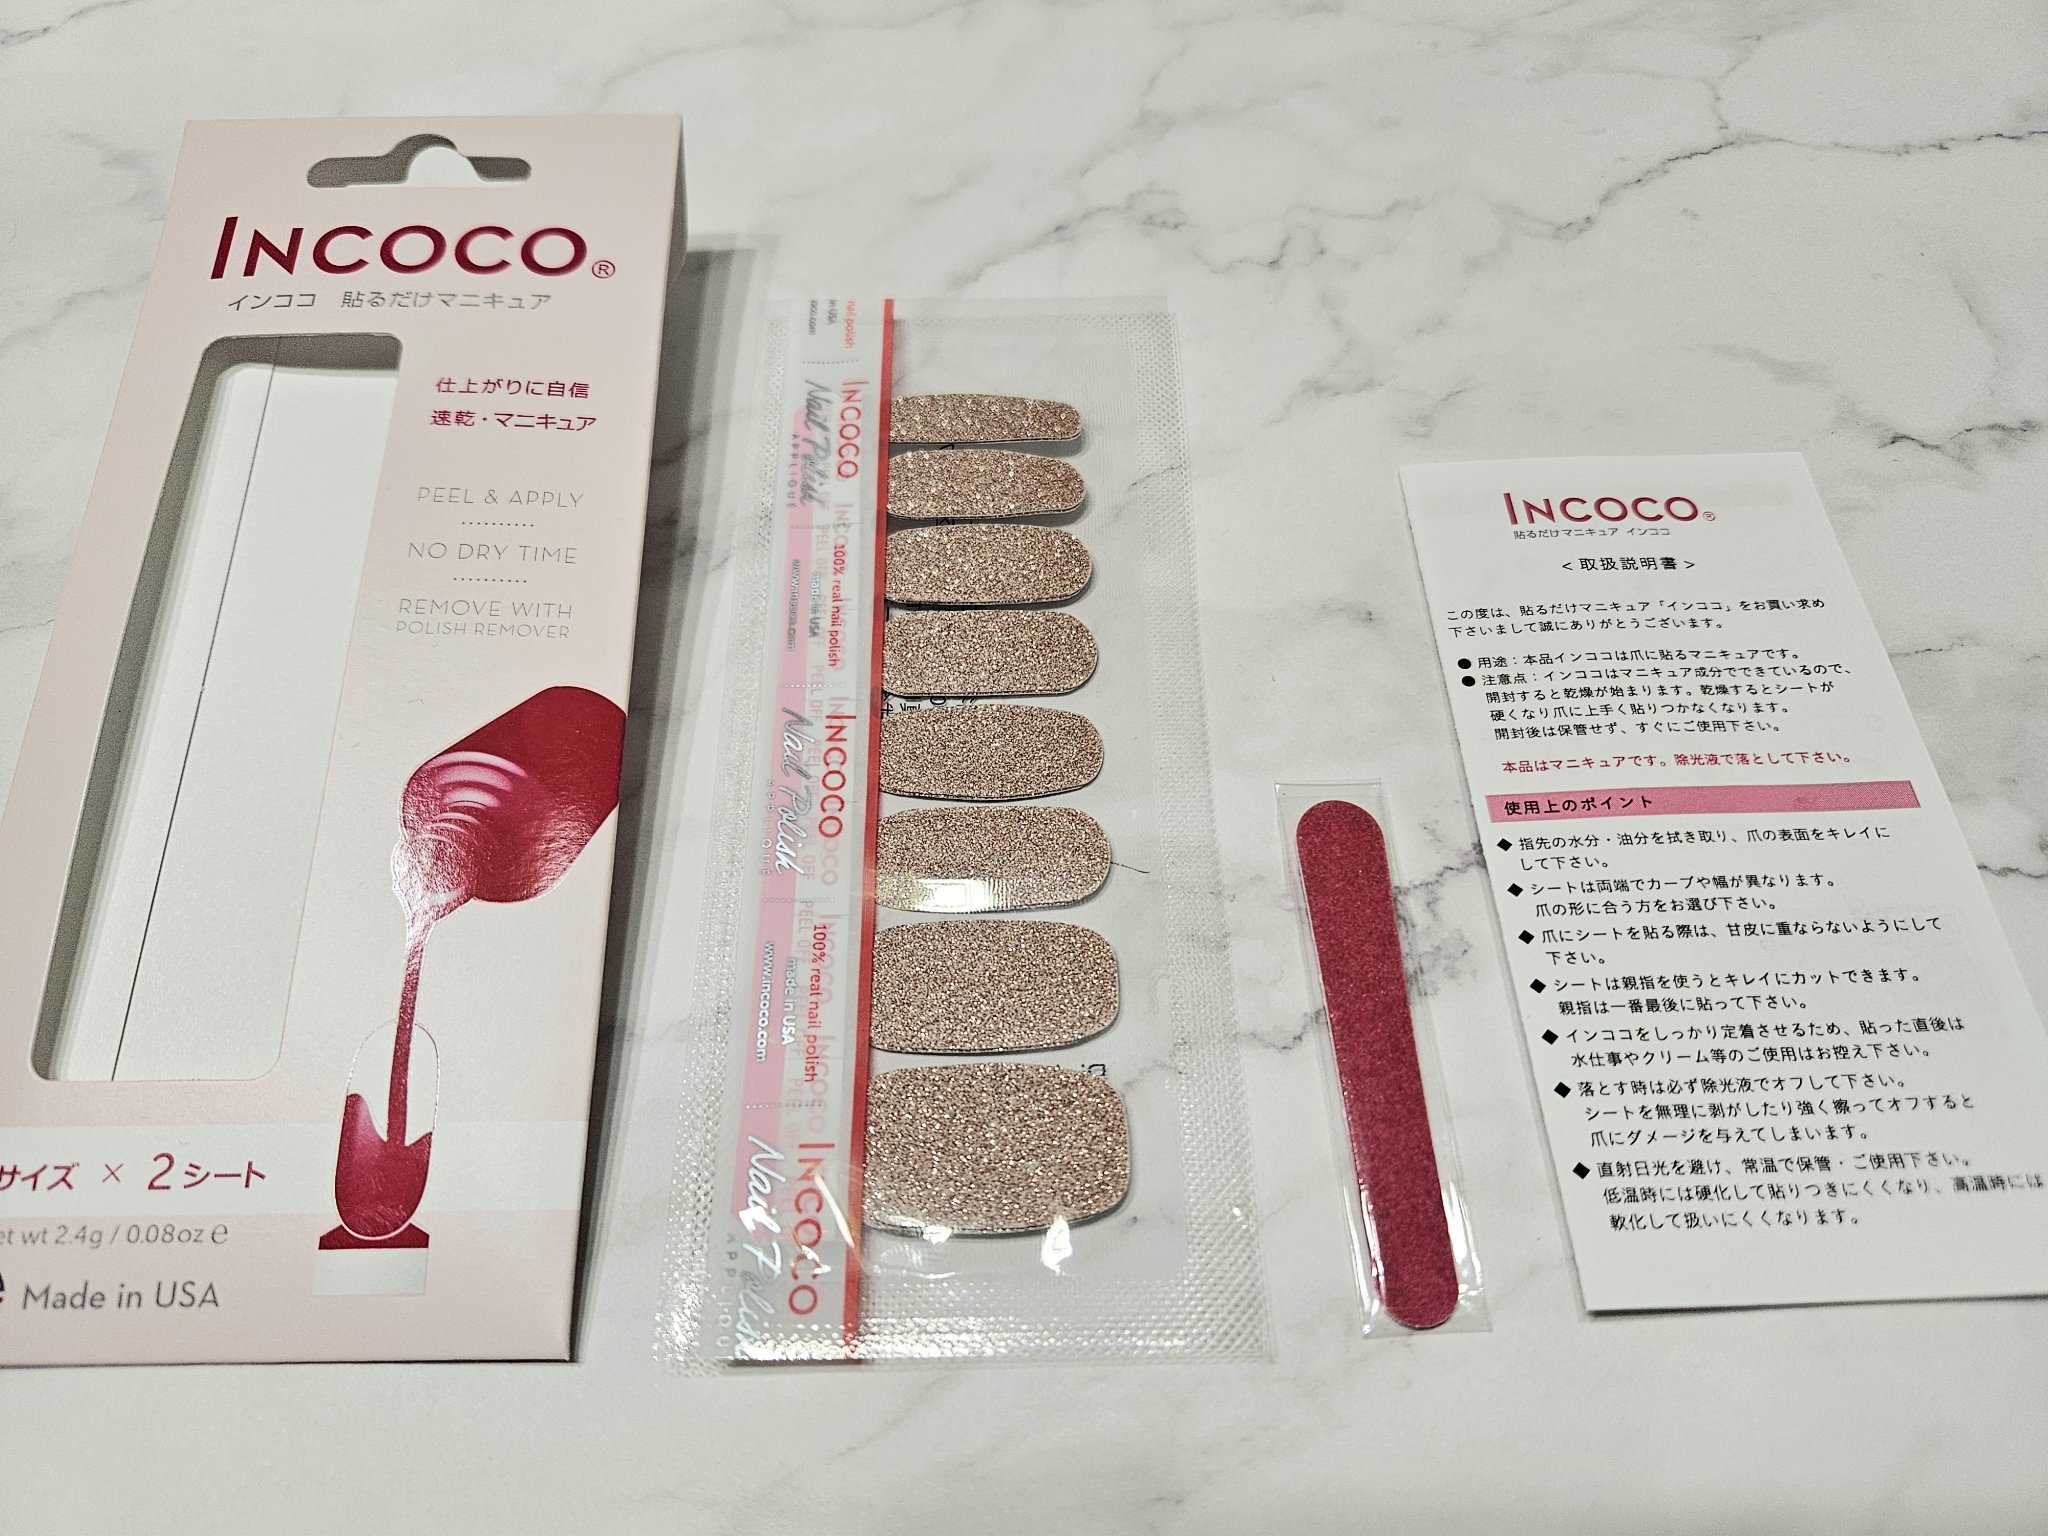 INCOCO®
インココ 貼るだけマニキュア
仕上がりに自信
速乾・マニキュア
PEEL & APPLY
NO DRY TIME
REMOVE WITH
POLISH REMOVER
サイズ × 2シート
et wt 2.4g / 0.08oz e
e Made in USA
nail polish
in USA
oco.com
INCOCO
Nail Polish
APPLIQUE
100% real nail polish
made in USA
www.incoco.com
INCOCO
Nail Polish
APPLIQUE
100% real nail polish
made in USA
www.incoco.com
INCOCO
Nail Polish
APPLIQU
INCOCO®
貼るだけマニキュア インココ
<取扱説明書>
この度は、貼るだけマニキュア「インココ」をお買い求め
下さいまして誠にありがとうございます。
●用途:本品インココは爪に貼るマニキュアです。
●注意点:インココはマニキュア成分でできているので、
開封すると乾燥が始まります。乾燥するとシートが
硬くなり爪に上手く貼りつかなくなります。
開封後は保管せず、すぐにご使用下さい。
本品はマニキュアです。除光液で落として下さい。
使用上のポイント
◆指先の水分・油分を拭き取り、爪の表面をキレイに
して下さい。
◆シートは両端でカーブや幅が異なります。
爪の形に合う方をお選び下さい。
◆爪にシートを貼る際は、甘皮に重ならないようにして
下さい。
◆シートは親指を使うとキレイにカットできます。
親指は一番最後に貼って下さい。
◆インココをしっかり定着させるため、貼った直後は
水仕事やクリーム等のご使用はお控え下さい。
◆落とす時は必ず除光液でオフして下さい。
シートを無理に剥がしたり強く擦ってオフすると
爪にダメージを与えてしまいます。
◆直射日光を避け、常温で保管・ご使用下さい。
低温時には硬化して貼りつきにくくなり、高温時には
軟化して扱いにくくなります。